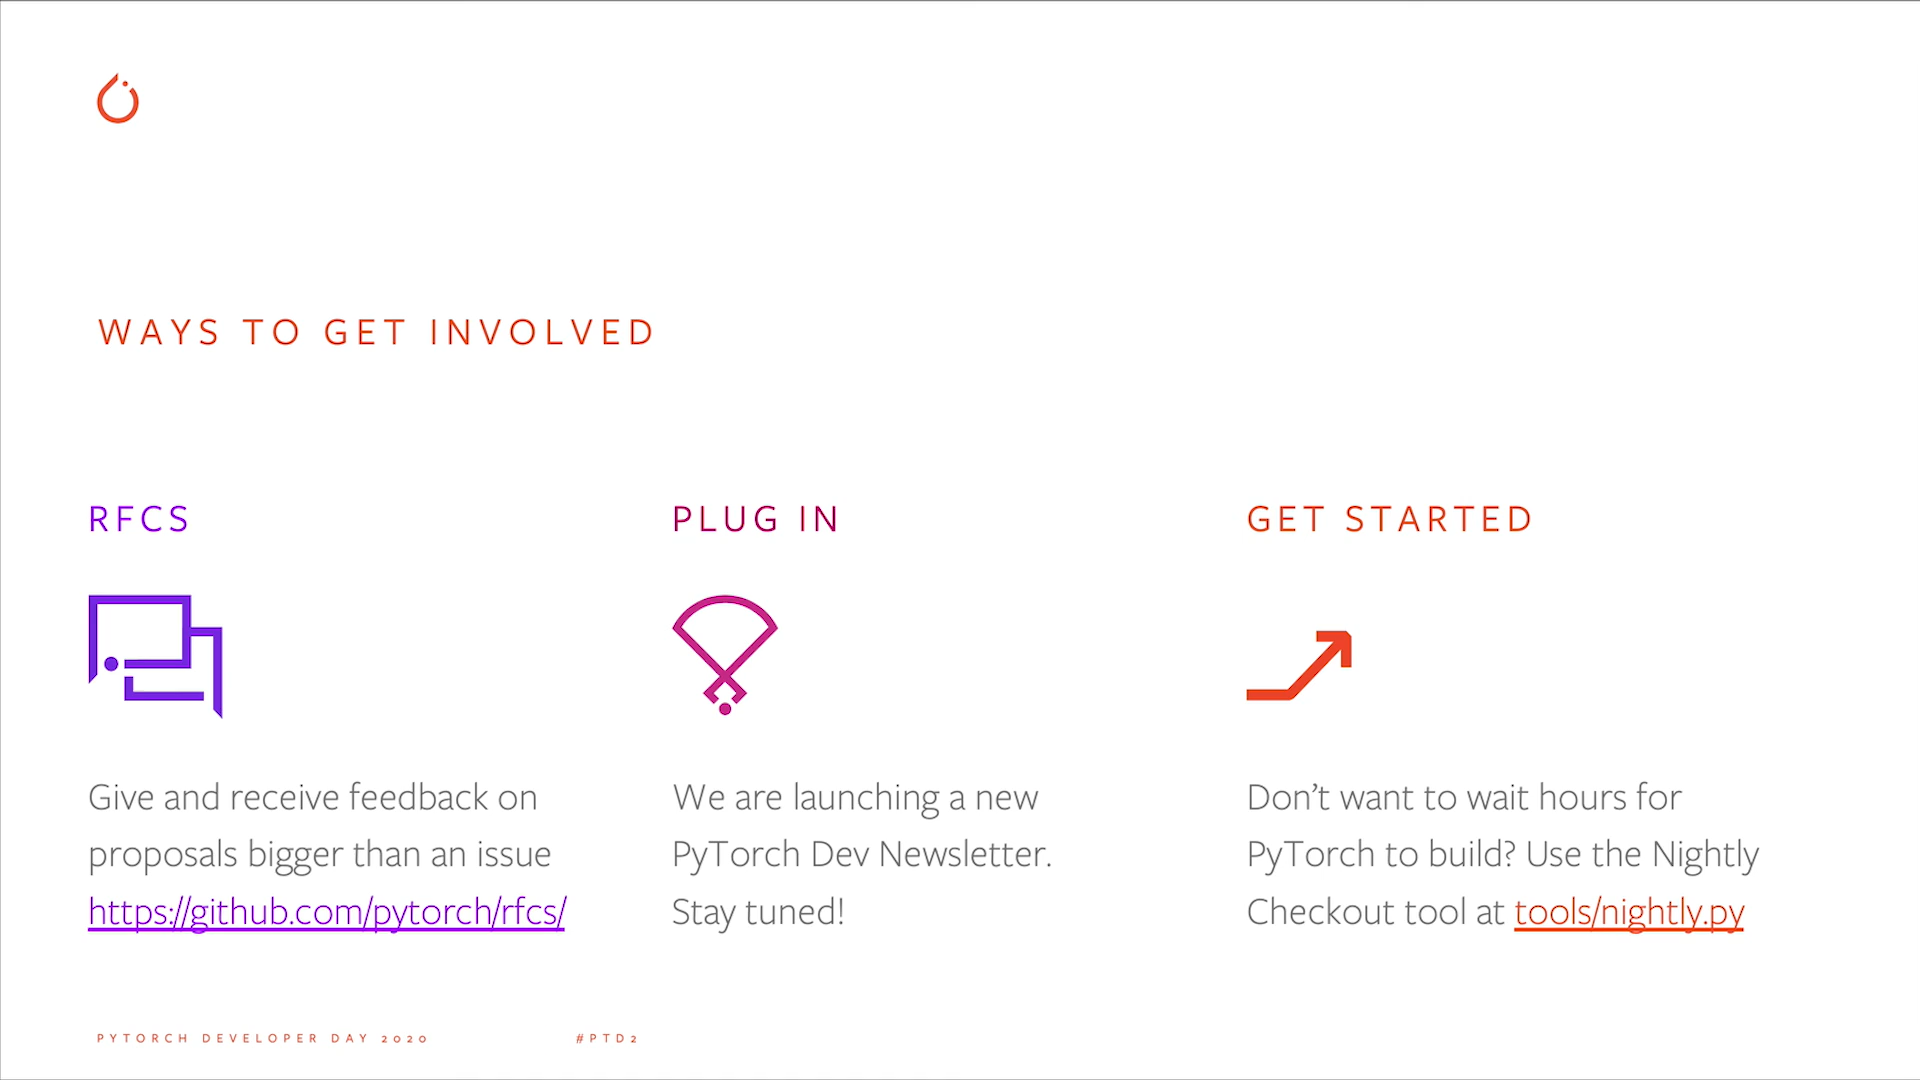 WAYS TO GET INVOLVED
RFCS
Give and receive feedback on
proposals bigger than an issue
https://github.com/pytorch/rfcs/
PLUG IN
We are launching a new
PyTorch Dev Newsletter.
Stay tuned!
GET STARTED
Don’t want to wait hours for
PyTorch to build? Use the Nightly
Checkout tool at tools/nightly.py
PYTORCH DEVELOPER DAY 2020
#PTD2